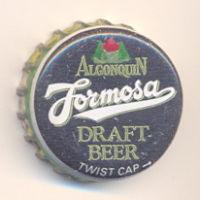 ALGONQUIN
Formosa
DRAFT
BEER
TWIST CAP